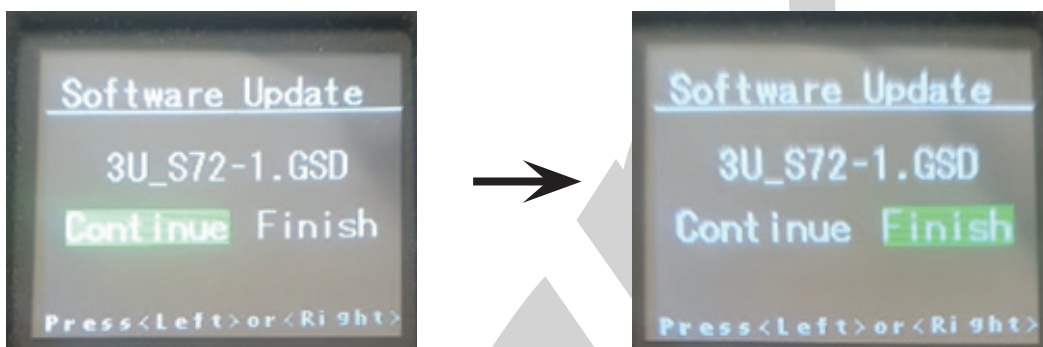 Software Update
3U_S72-1.GSD
Continue Finish
Press<Left>or<Right>
Software Update
3U_S72-1.GSD
Continue Finish
Press<Left>or<Right>